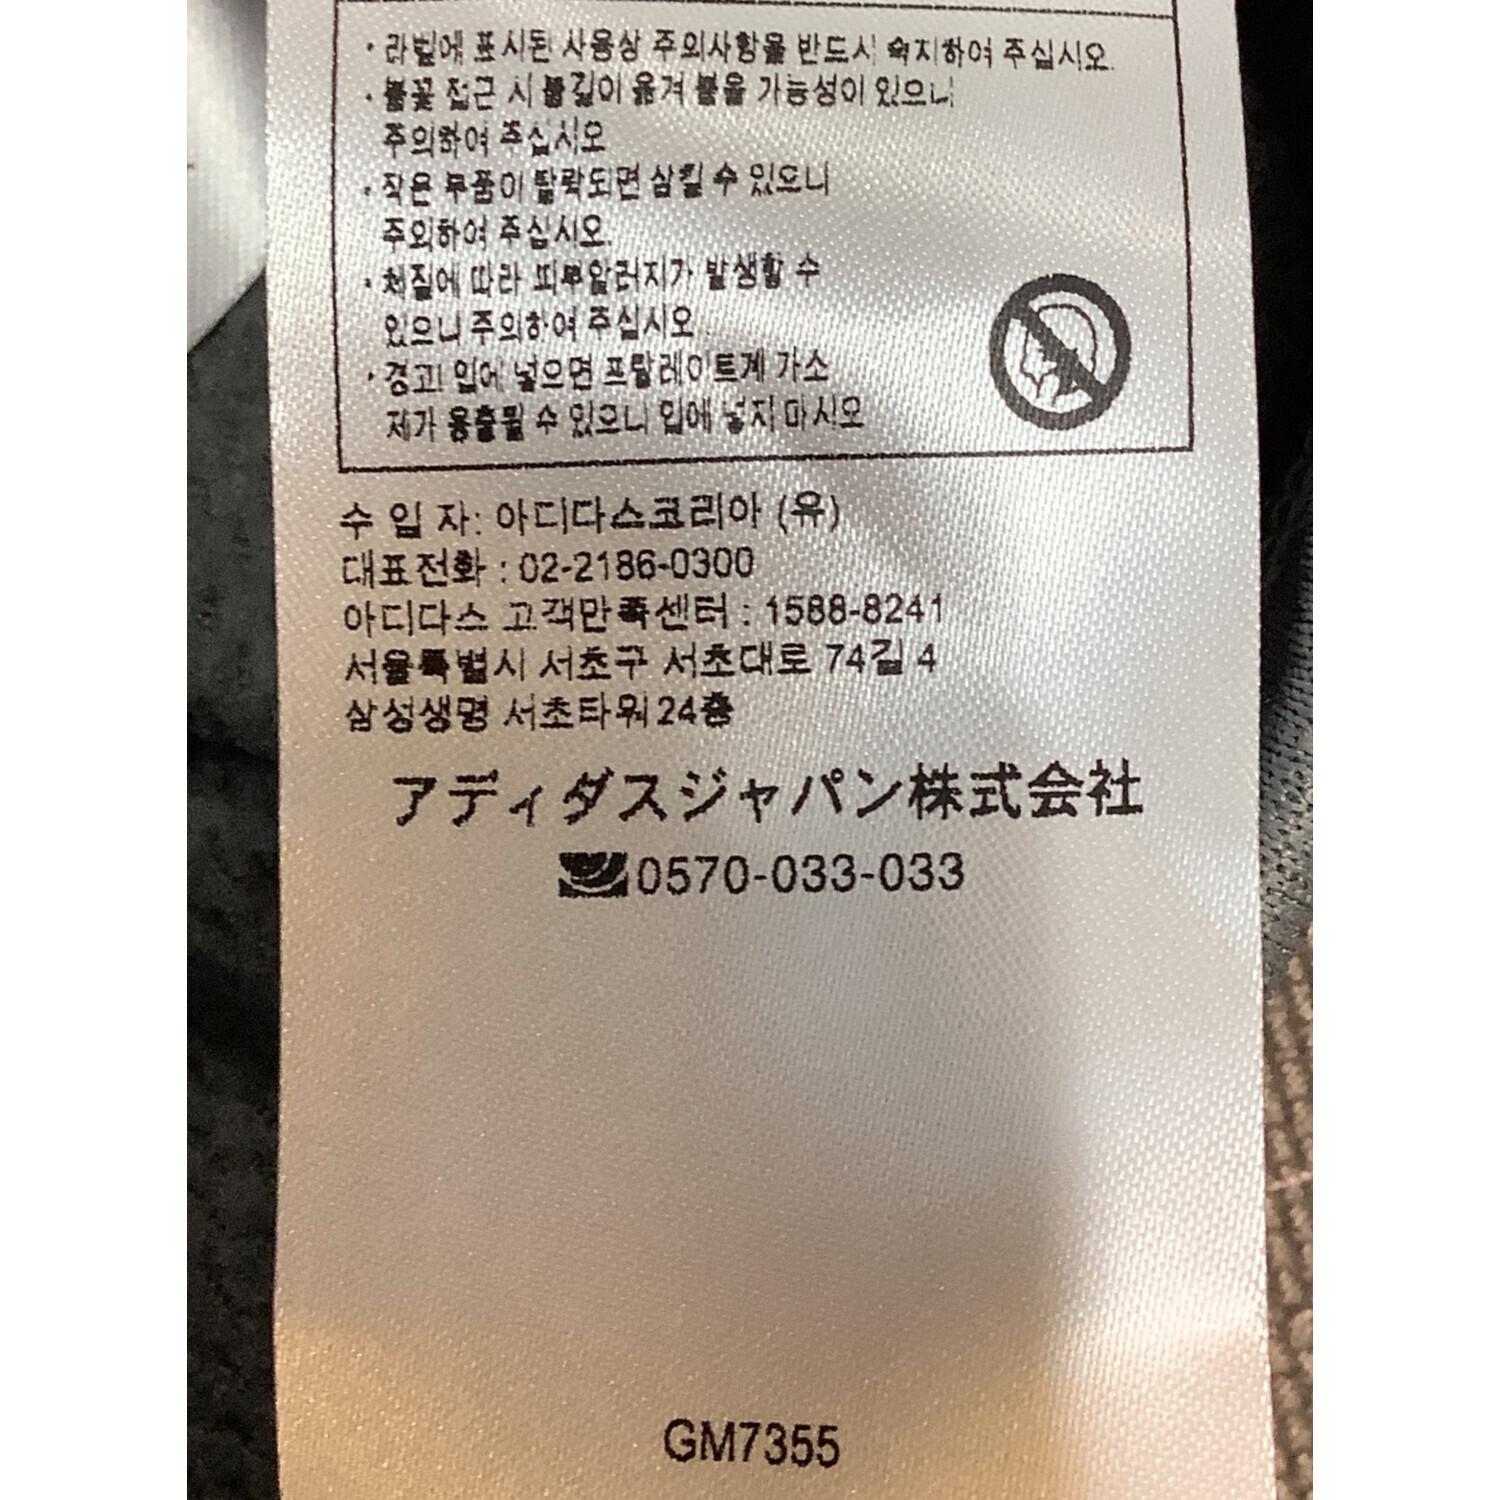 · 라벨에 표시된 사용상 주의사항을 반드시 숙지하여 주십시오.
· 불꽃 접근 시 불길이 옮겨 붙을 가능성이 있으니
주의하여 주십시오
· 작은 부품이 탈락되면 삼킬 수 있으니
주의하여 주십시오.
· 체질에 따라 피부알러지가 발생할 수
있으니 주의하여 주십시오
· 경고! 입에 넣으면 프탈레이트계 가소
제가 용출될 수 있으니 입에 넣지 마시오
수 입 자: 아디다스코리아 (유)
대표전화 : 02-2186-0300
아디다스 고객만족센터 : 1588-8241
서울특별시 서초구 서초대로 74길 4
삼성생명 서초타워 24층
アディダスジャパン株式会社
0570-033-033
GM7355